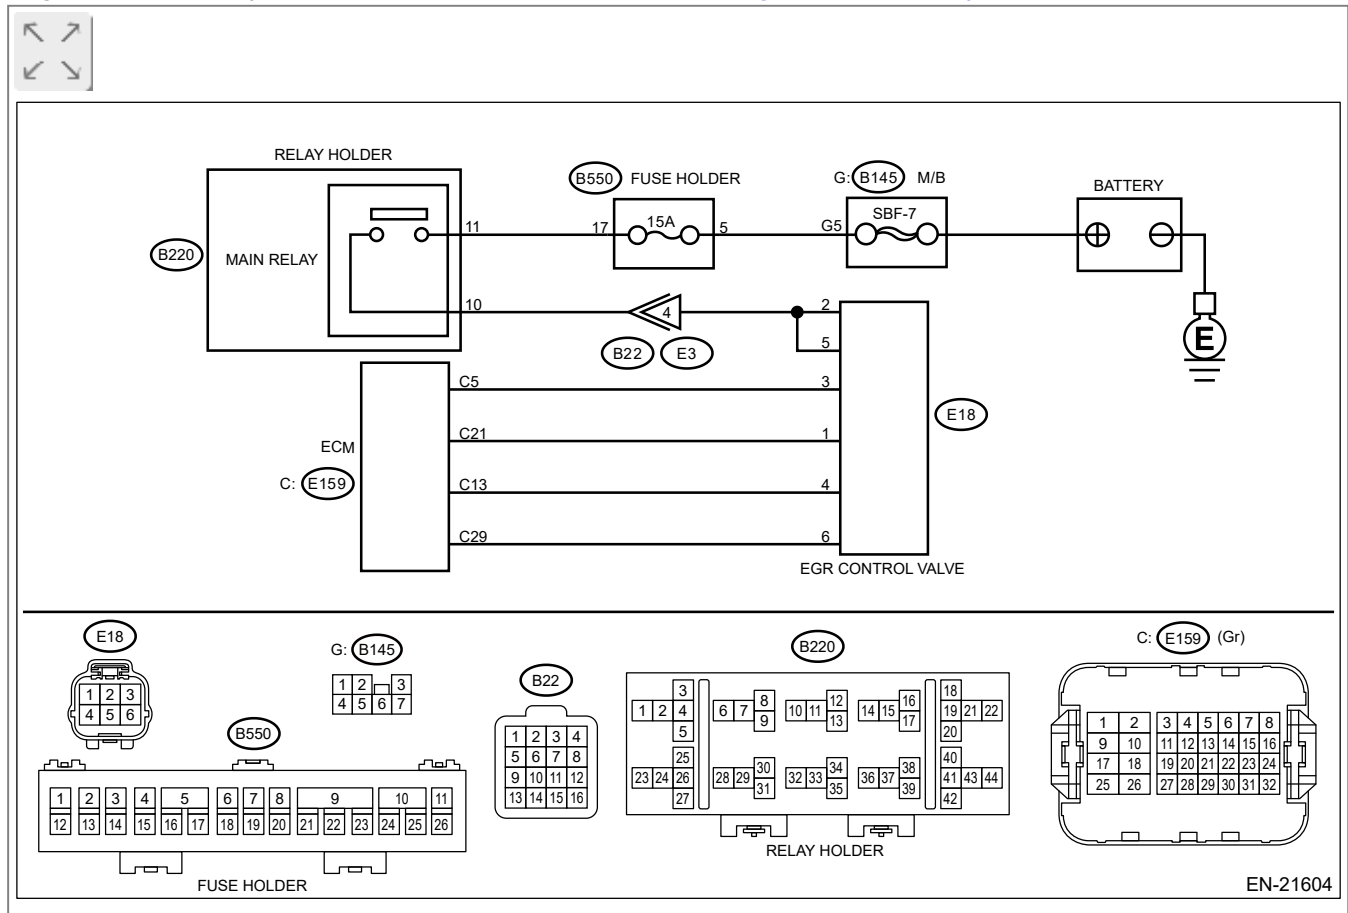 RELAY HOLDER
B550 FUSE HOLDER
G: B145 M/B
BATTERY
15A
SBF-7
11
17
5
G5
B220
MAIN RELAY
10
4
2
B22 E3
5
E
C5
3
E18
C21
1
ECM
C: E159
C13
4
C29
6
EGR CONTROL VALVE
E18
G: B145
B22
B220
C: E159 (Gr)
1 2 3
4 5 6
1 2 3
4 5 6 7
B550
1 2 3 4 5 6 7 8 9 10 11
12 13 14 15 16 17 18 19 20 21 22 23 24 25 26
FUSE HOLDER
1 2 3 4
5 6 7 8
9 10 11 12
13 14 15 16
3 8 12 16 18
1 2 4 6 7 10 11 14 15 19 21 22
5 9 13 17 20
25 30 34 38 40
23 24 26 28 29 32 33 36 37 41 43 44
27 31 35 39 42
RELAY HOLDER
1 2 3 4 5 6 7 8
9 10 11 12 13 14 15 16
17 18 19 20 21 22 23 24
25 26 27 28 29 30 31 32
EN-21604